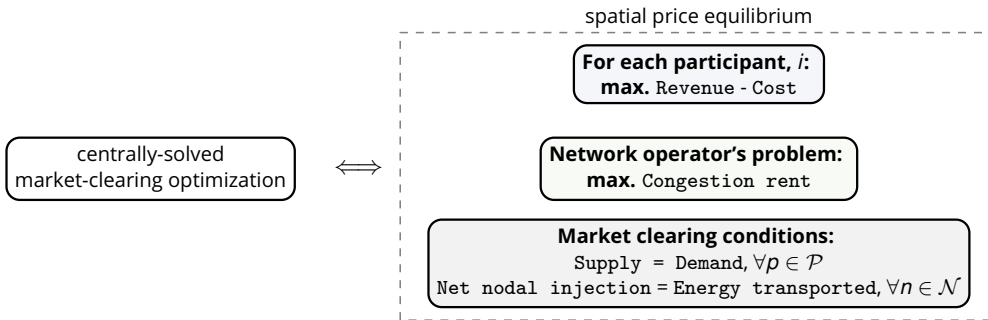 spatial price equilibrium
For each participant, i:
max. Revenue - Cost
centrally-solved
market-clearing optimization
⟺
Network operator's problem:
max. Congestion rent
Market clearing conditions:
Supply = Demand, ∀p ∈ 𝒫
Net nodal injection = Energy transported, ∀n ∈ 𝒩